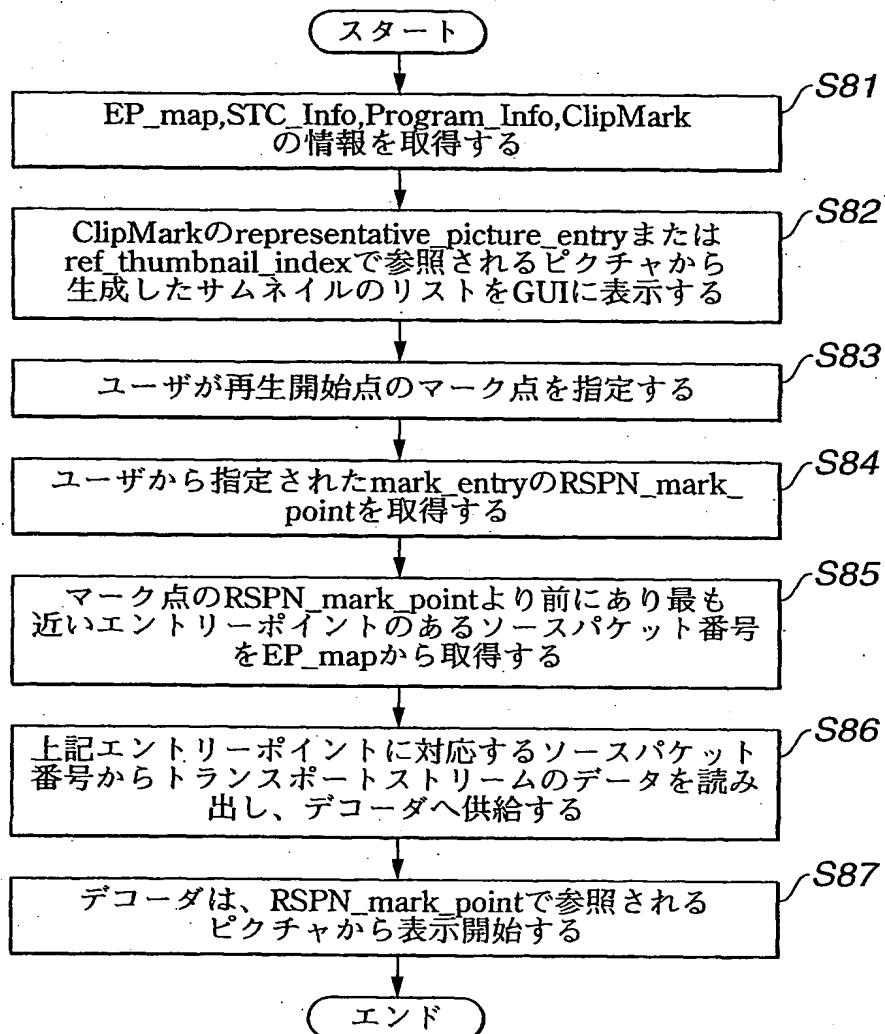 スタート
S81
EP_map,STC_Info,Program_Info,ClipMark
の情報を取得する
S82
ClipMarkのrepresentative_picture_entryまたは
ref_thumbnail_indexで参照されるピクチャから
生成したサムネイルのリストをGUIに表示する
S83
ユーザが再生開始点のマーク点を指定する
S84
ユーザから指定されたmark_entryのRSPN_mark_
pointを取得する
S85
マーク点のRSPN_mark_pointより前にあり最も
近いエントリーポイントのあるソースパケット番号
をEP_mapから取得する
S86
上記エントリーポイントに対応するソースパケット
番号からトランスポートストリームのデータを読み
出し、デコーダへ供給する
S87
デコーダは、RSPN_mark_pointで参照される
ピクチャから表示開始する
エンド